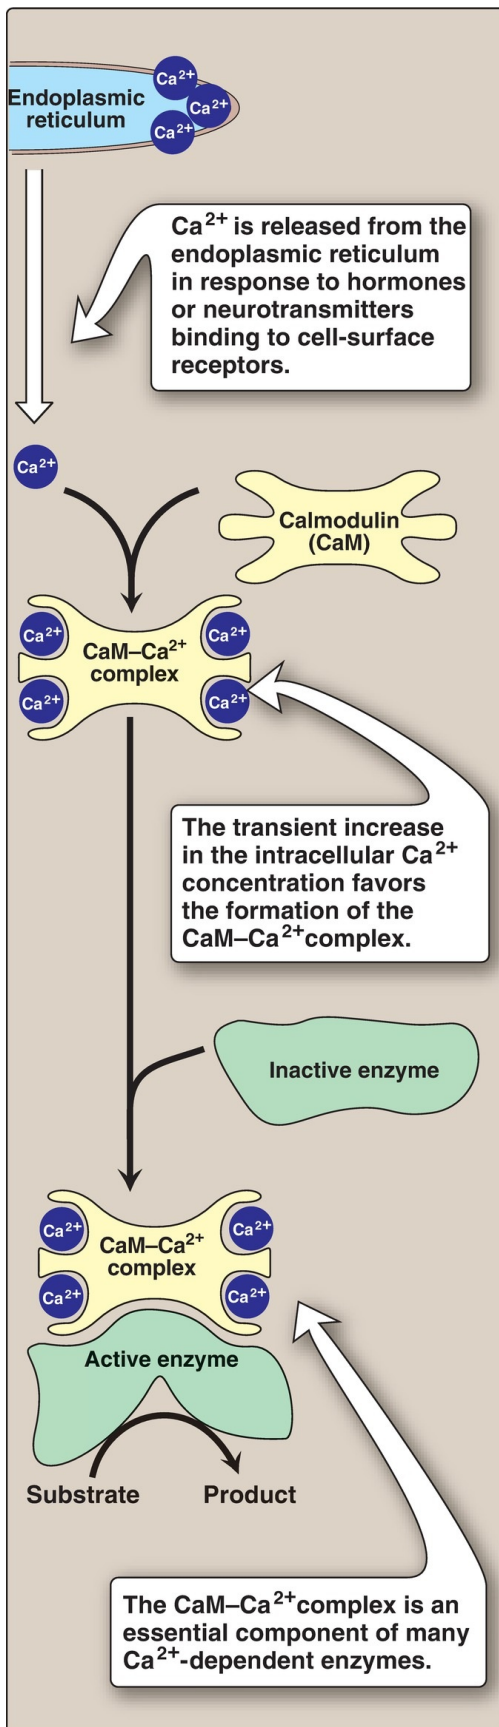 Ca2+
Ca2+
Ca2+
Endoplasmic
reticulum
Ca2+ is released from the
endoplasmic reticulum
in response to hormones
or neurotransmitters
binding to cell-surface
receptors.
Ca2+
Calmodulin
(CaM)
Ca2+
Ca2+
CaM–Ca2+
complex
Ca2+
Ca2+
The transient increase
in the intracellular Ca2+
concentration favors
the formation of the
CaM–Ca2+complex.
Inactive enzyme
Ca2+
Ca2+
CaM–Ca2+
complex
Ca2+
Ca2+
Active enzyme
Substrate
Product
The CaM–Ca2+complex is an
essential component of many
Ca2+-dependent enzymes.